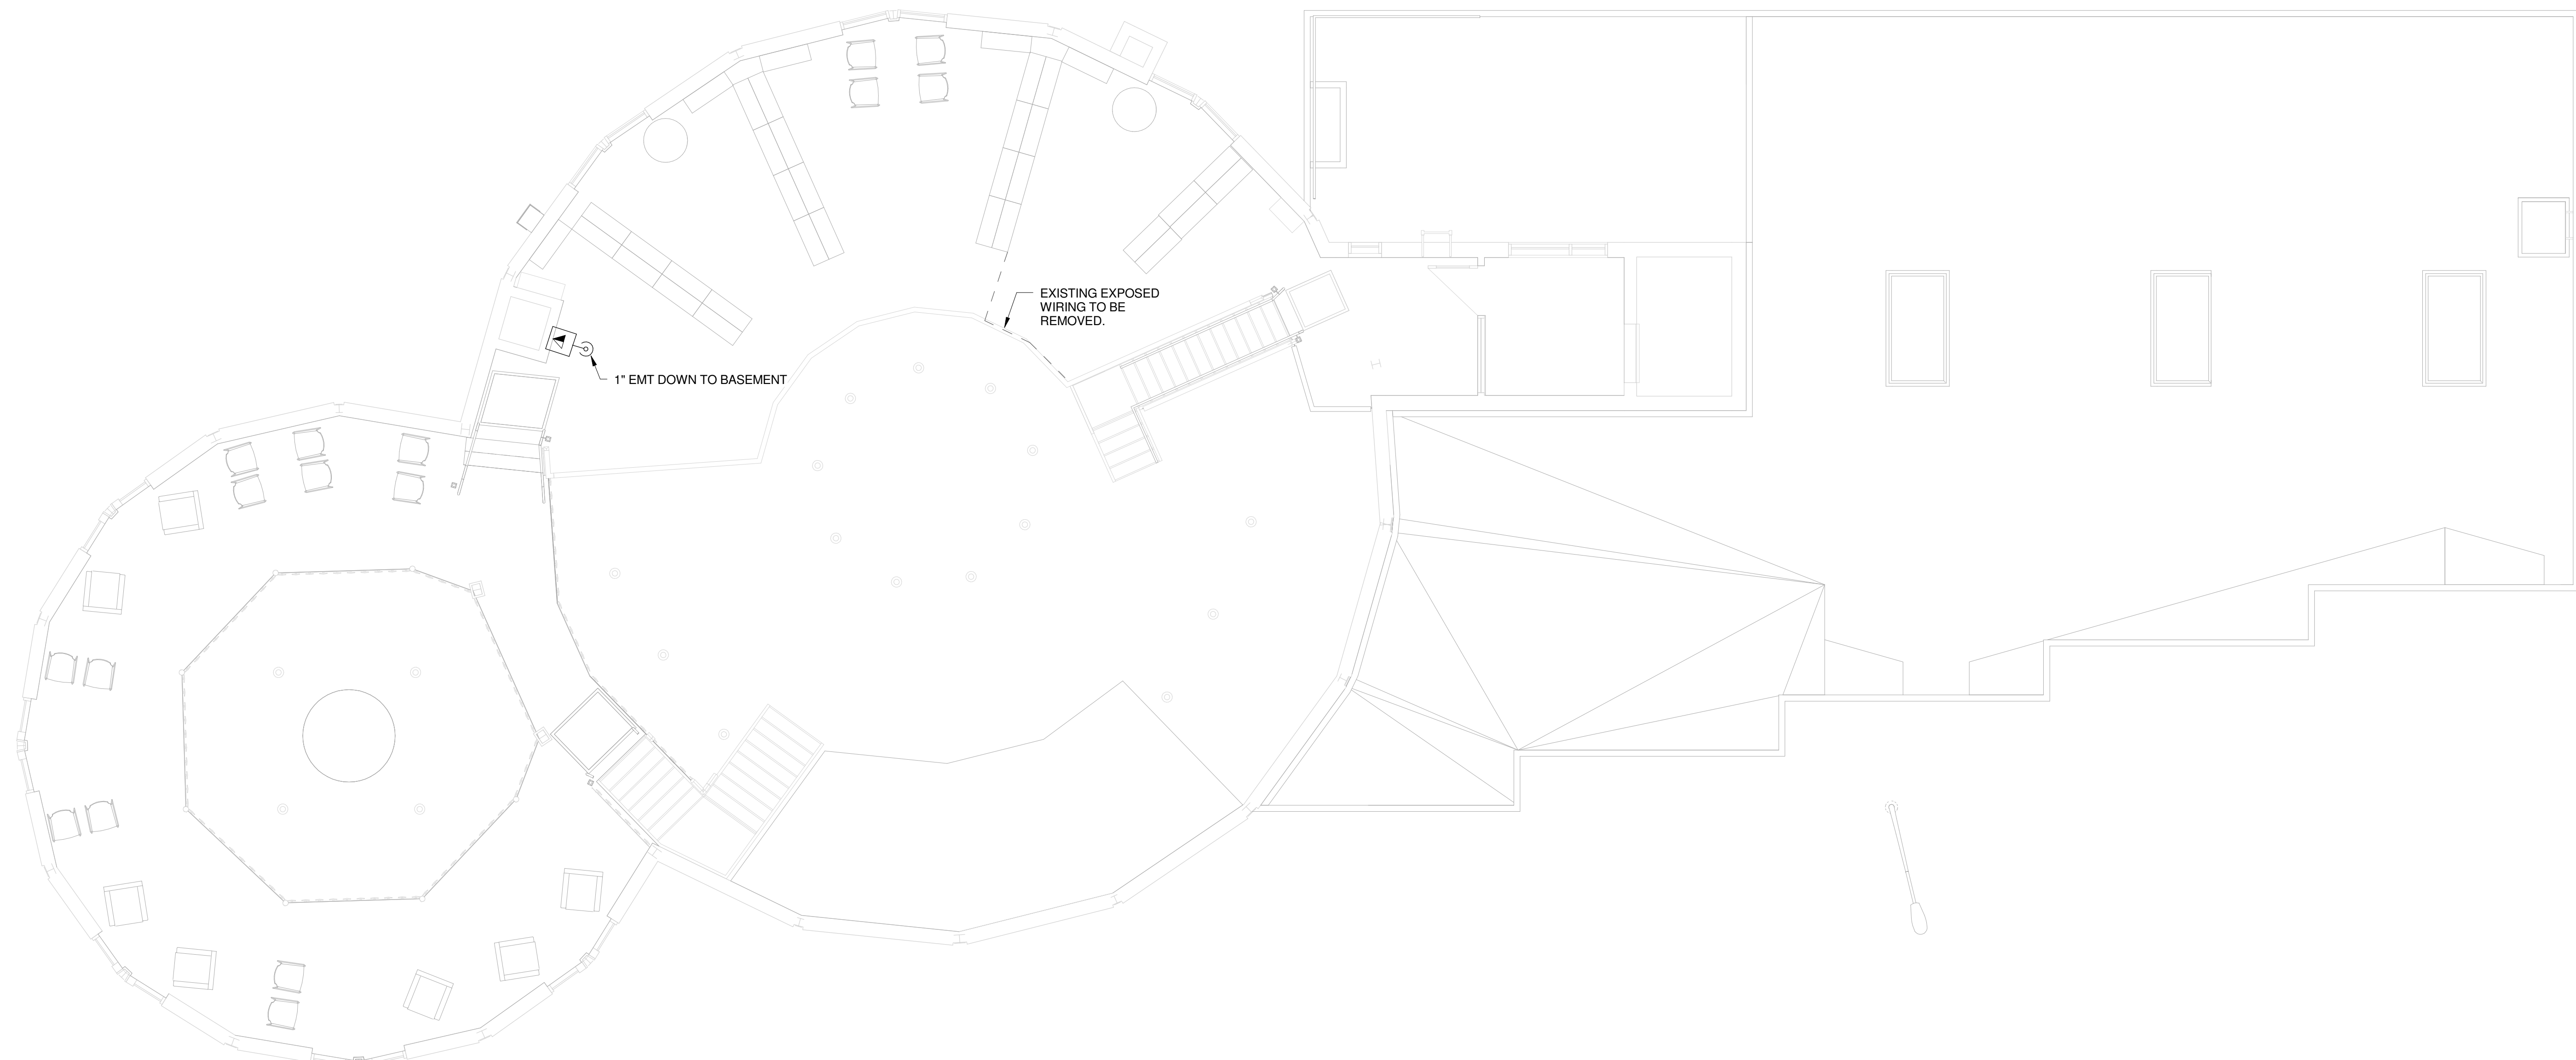 EXISTING EXPOSED
WIRING TO BE
REMOVED.
1" EMT DOWN TO BASEMENT